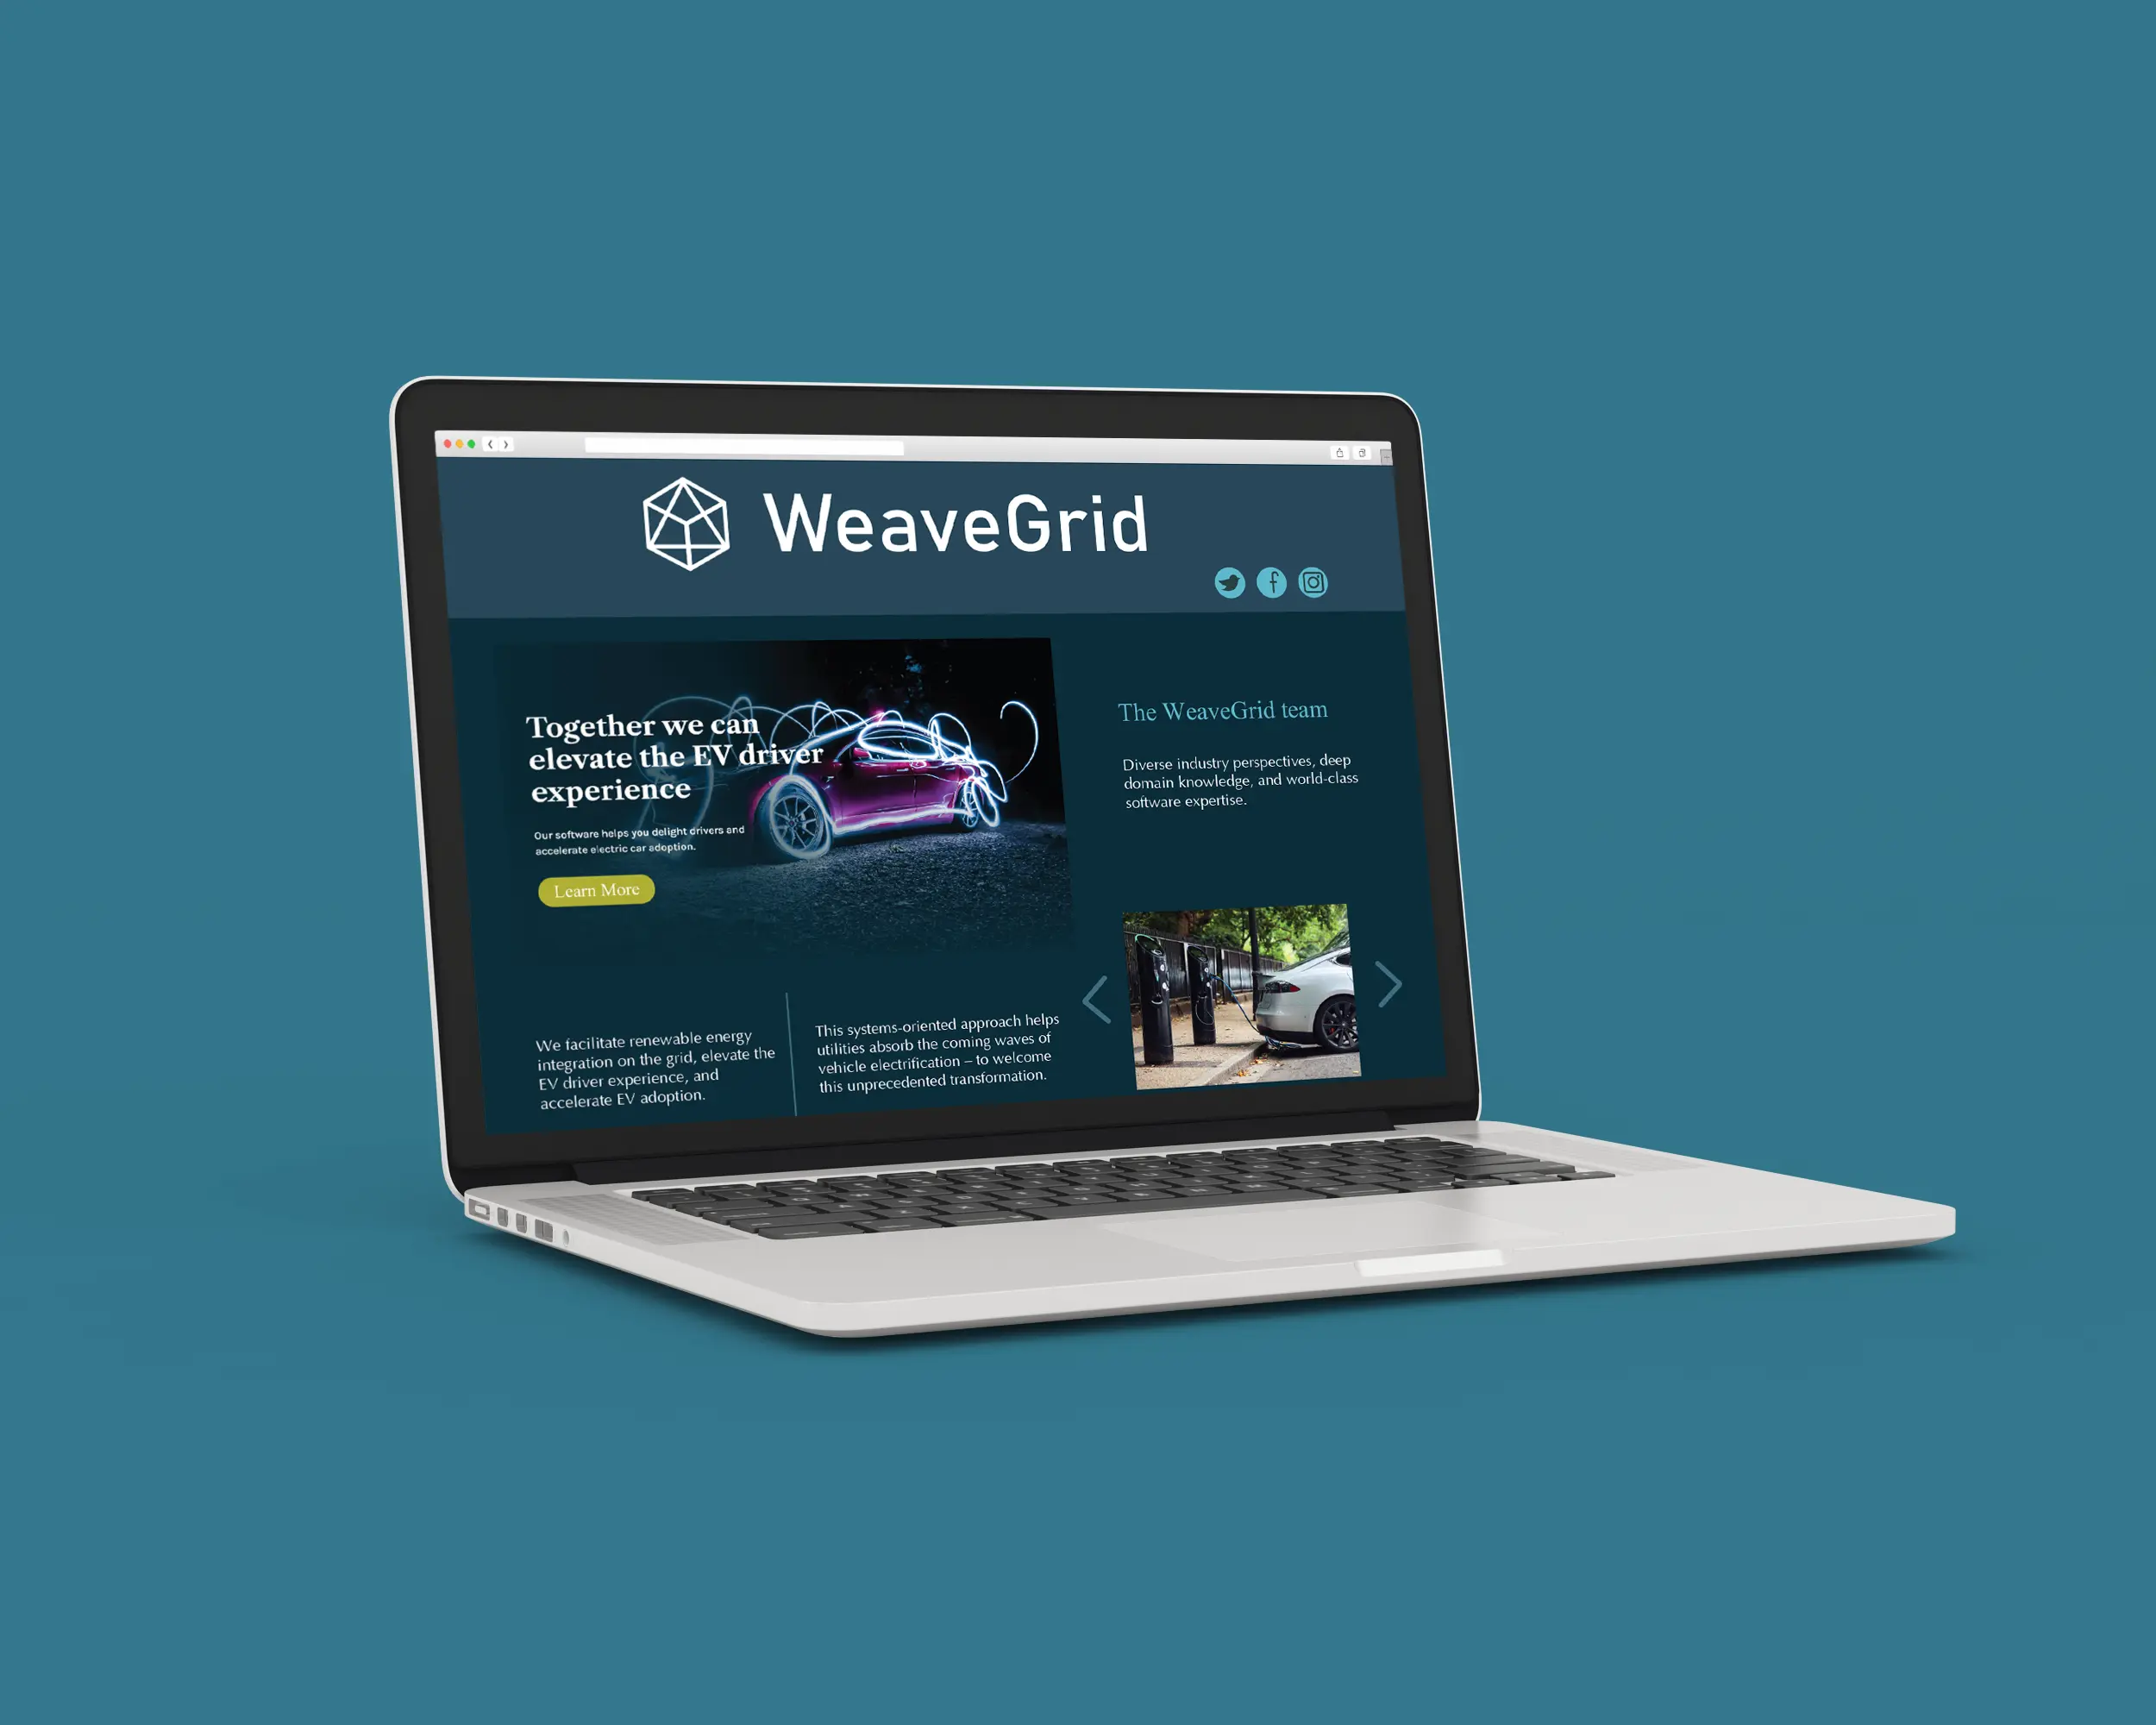 WeaveGrid
Together we can
elevate the EV driver
experience
Our software helps you delight drivers and
accelerate electric car adoption.
Learn More
The WeaveGrid team
Diverse industry perspectives, deep
domain knowledge, and world-class
software expertise.
We facilitate renewable energy
integration on the grid, elevate the
EV driver experience, and
accelerate EV adoption.
This systems-oriented approach helps
utilities absorb the coming waves of
vehicle electrification – to welcome
this unprecedented transformation.